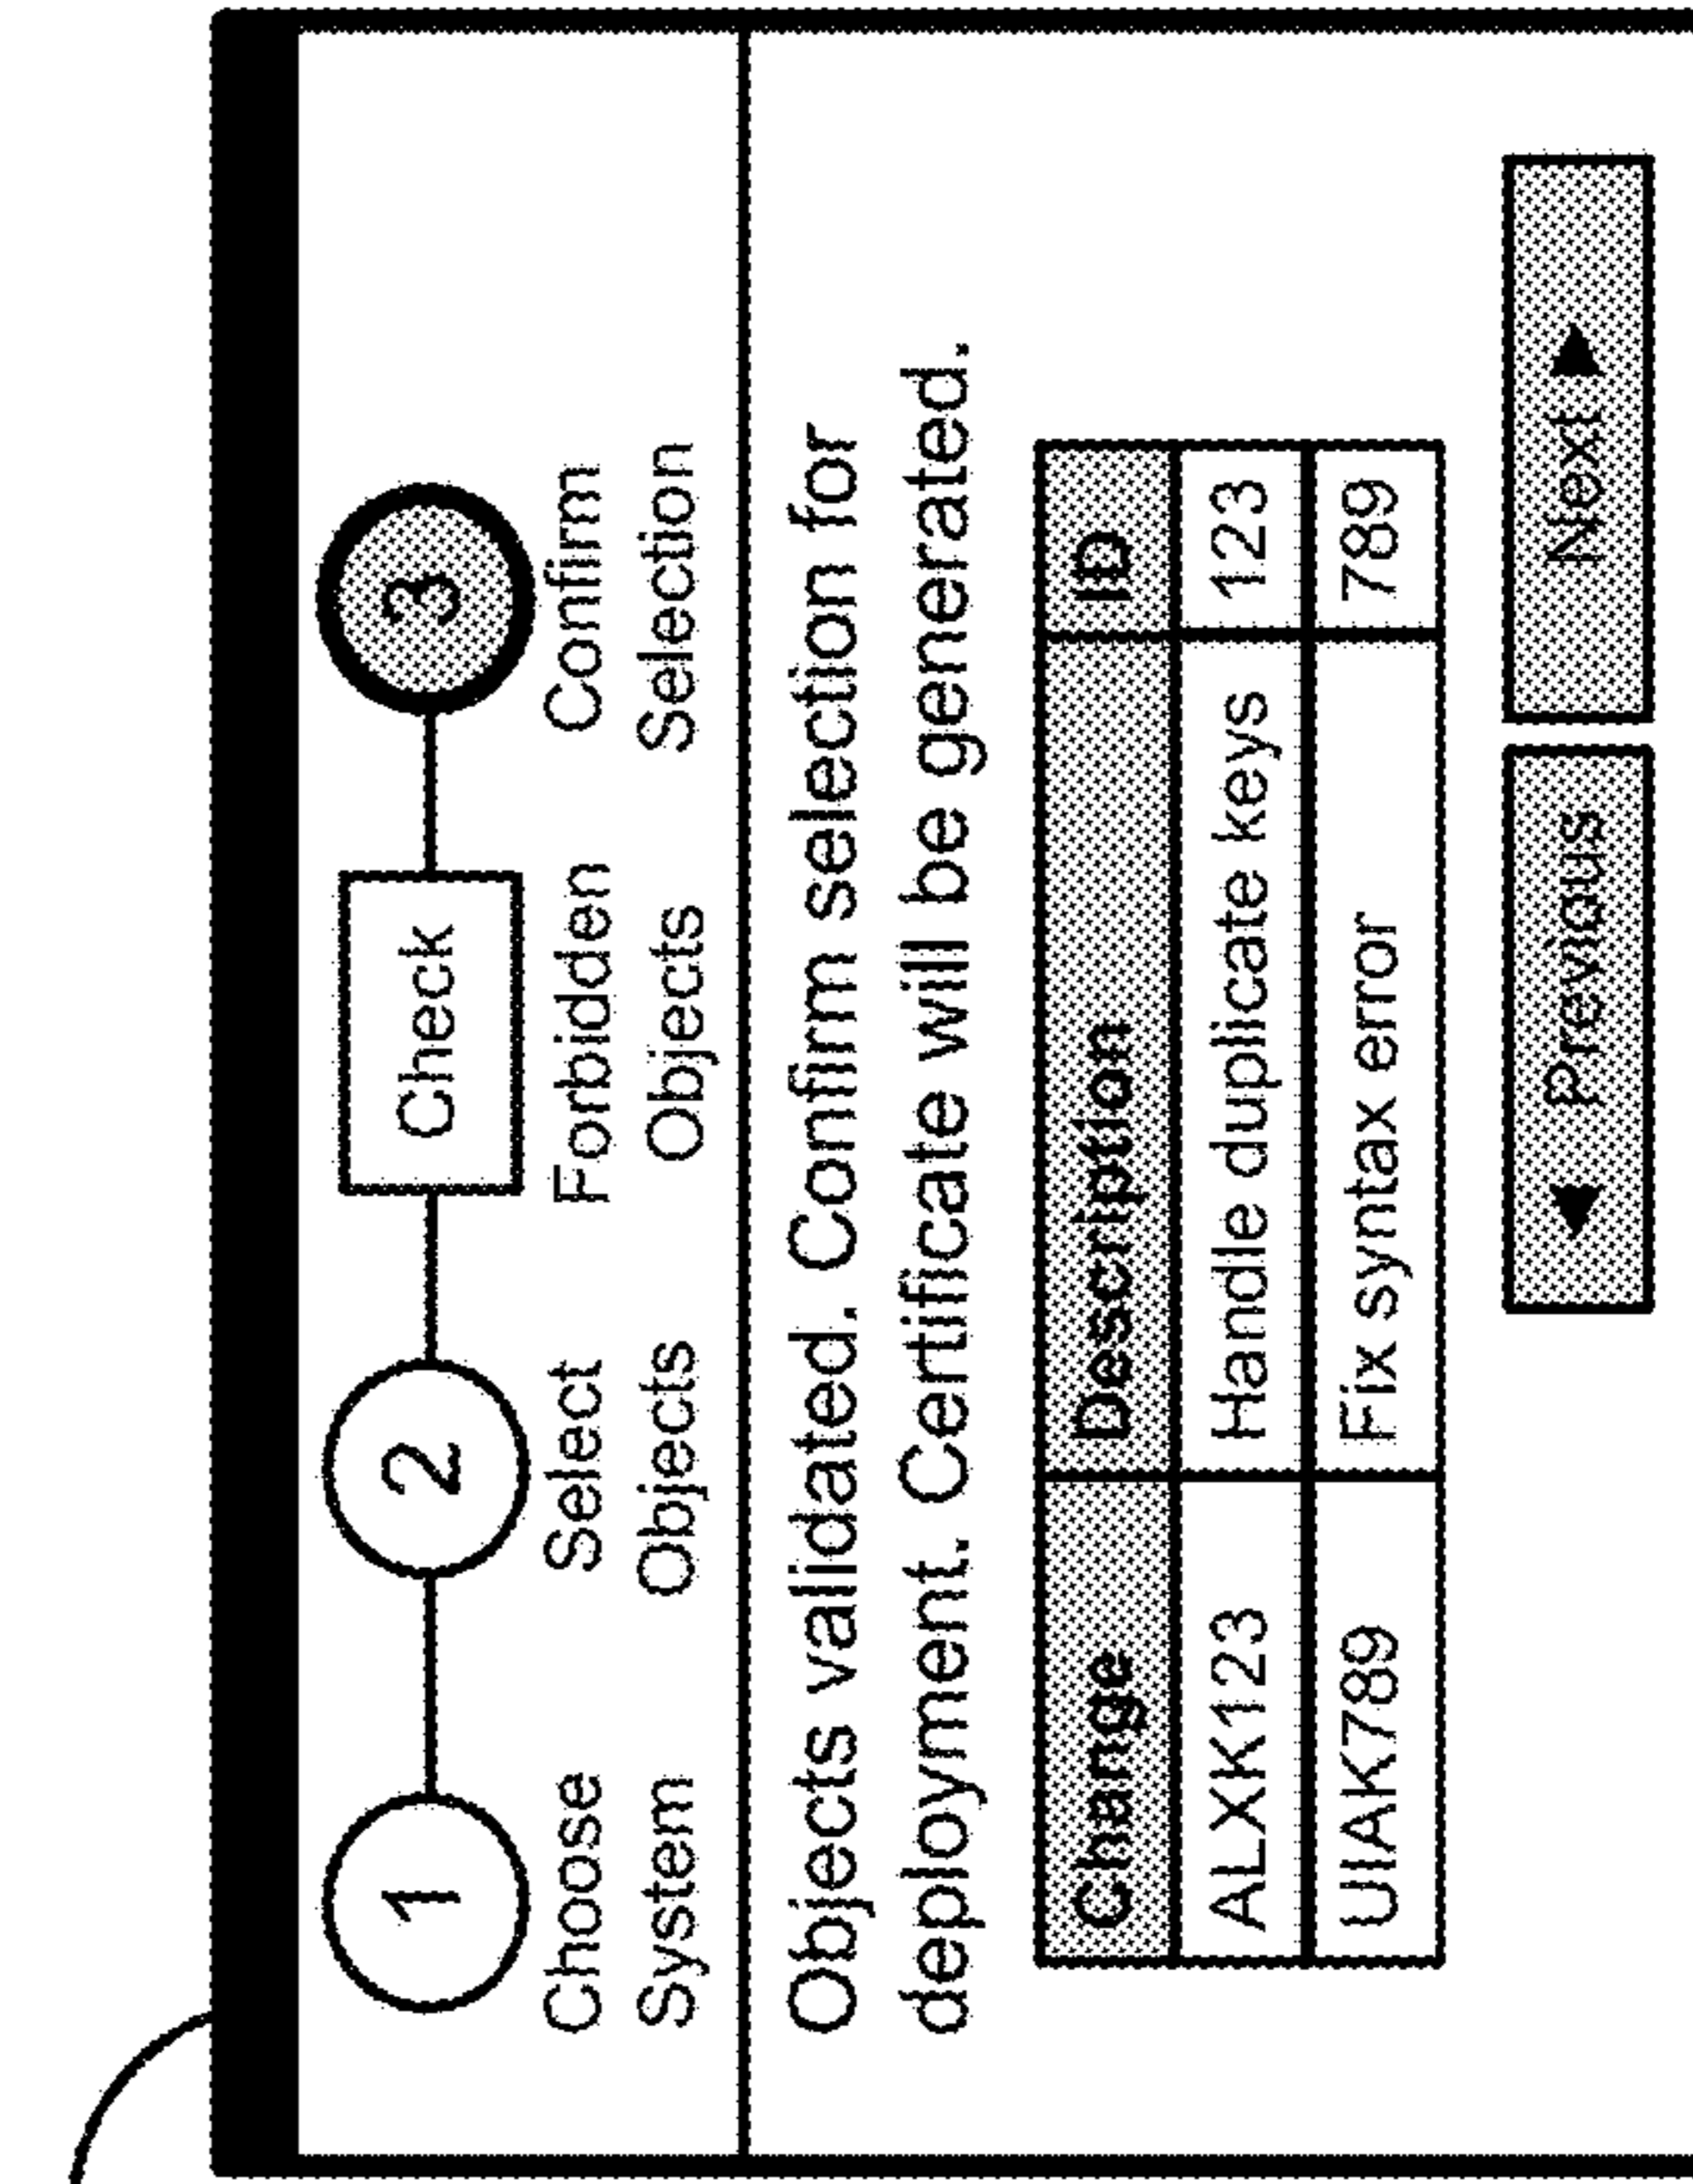 1 2 Check 3
Choose Select Forbidden Confirm
System Objects Objects Selection
Objects validated. Confirm selection for
deployment. Certificate will be generated.
Change Description ID
ALXK123 Handle duplicate keys 123
UIAK789 Fix syntax error 789
◀ Previous Next ▶